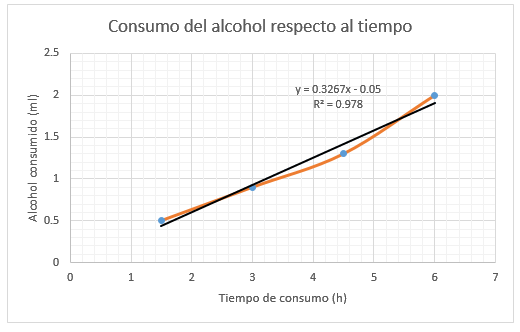 Consumo del alcohol respecto al tiempo
2.5
y = 0.3267x - 0.05
R² = 0.978
2
1.5
1
0.5
0
Alcohol consumido (ml)
0 1 2 3 4 5 6 7
Tiempo de consumo (h)